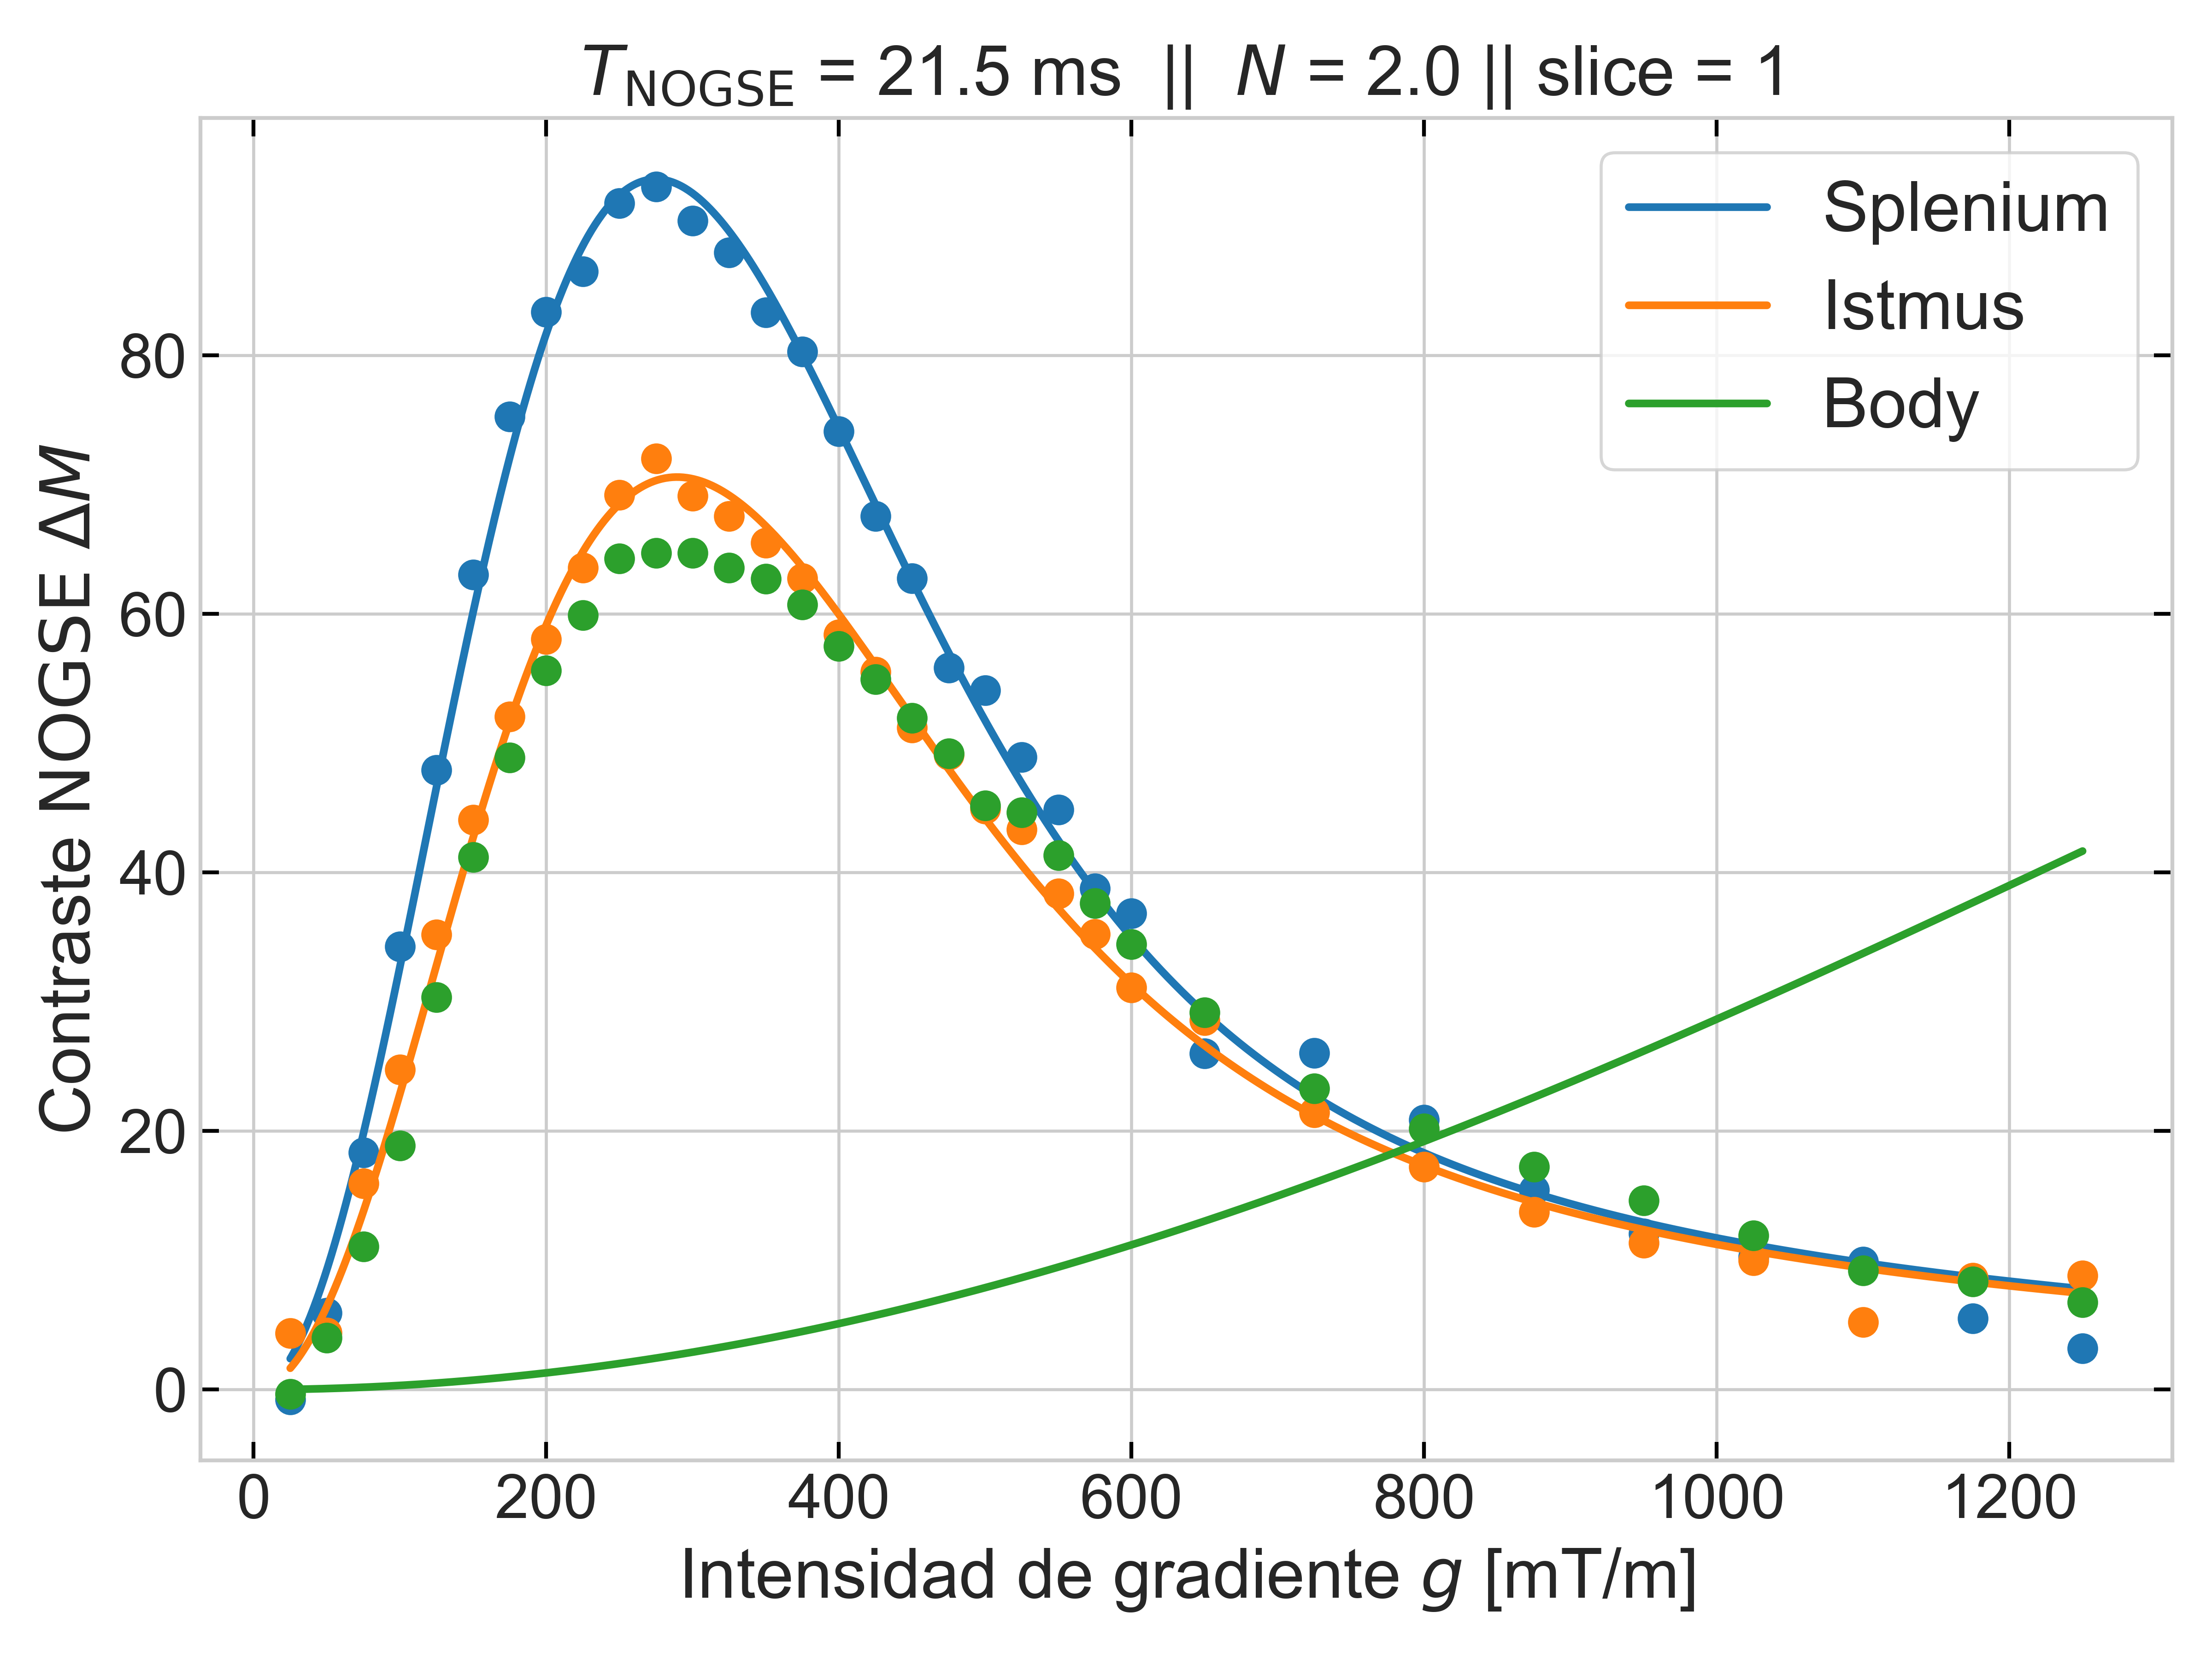 T_NOGSE = 21.5 ms || N = 2.0 || slice = 1
Splenium
Istmus
Body
Contraste NOGSE ΔM
80
60
40
20
0
0 200 400 600 800 1000 1200
Intensidad de gradiente g [mT/m]